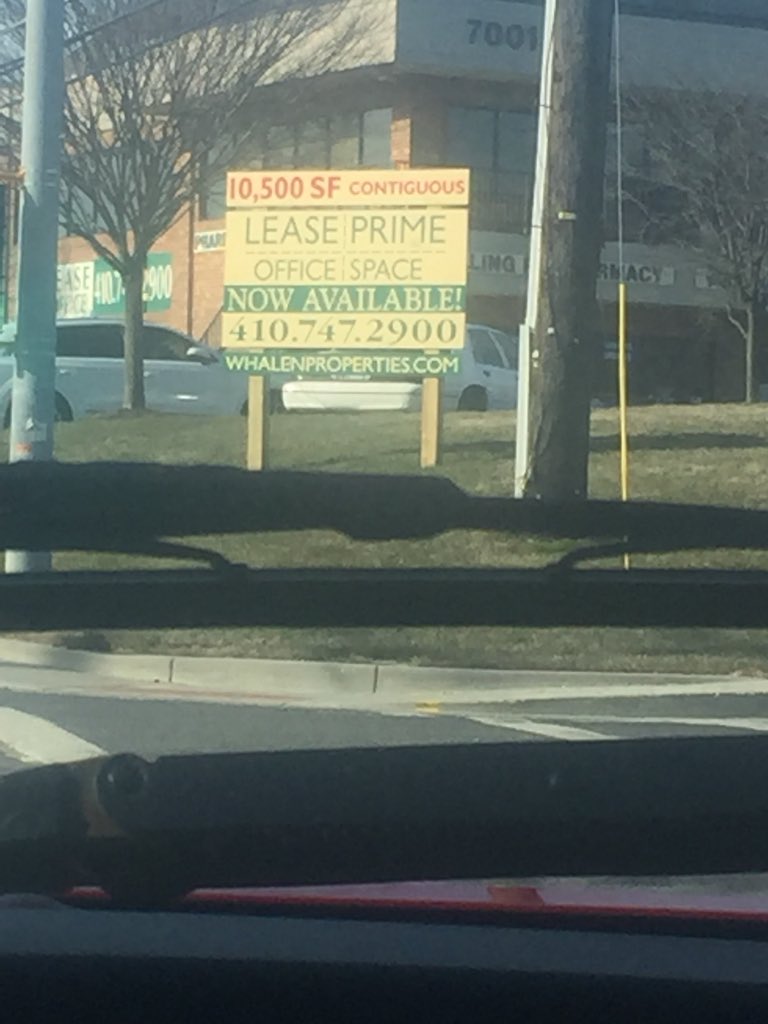 7001
10,500 SF CONTIGUOUS
LEASE PRIME
OFFICE SPACE
NOW AVAILABLE!
410.747.2900
WHALENPROPERTIES.COM